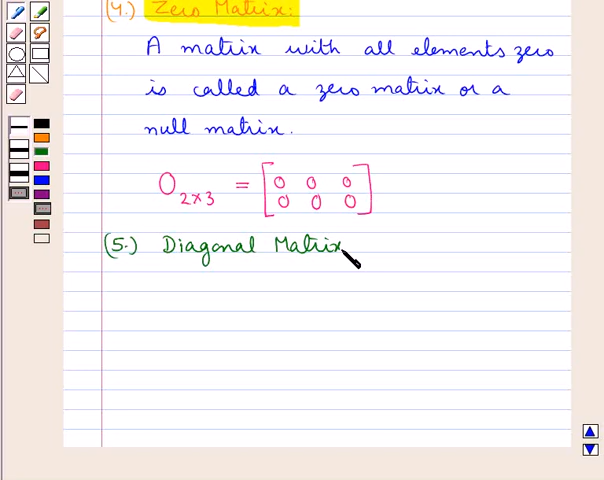 (4.) Zero Matrix:
A matrix with all elements zero
is called a zero matrix or a
null matrix.
O2×3 = [0 0 0
0 0 0]
(5.) Diagonal Matrix